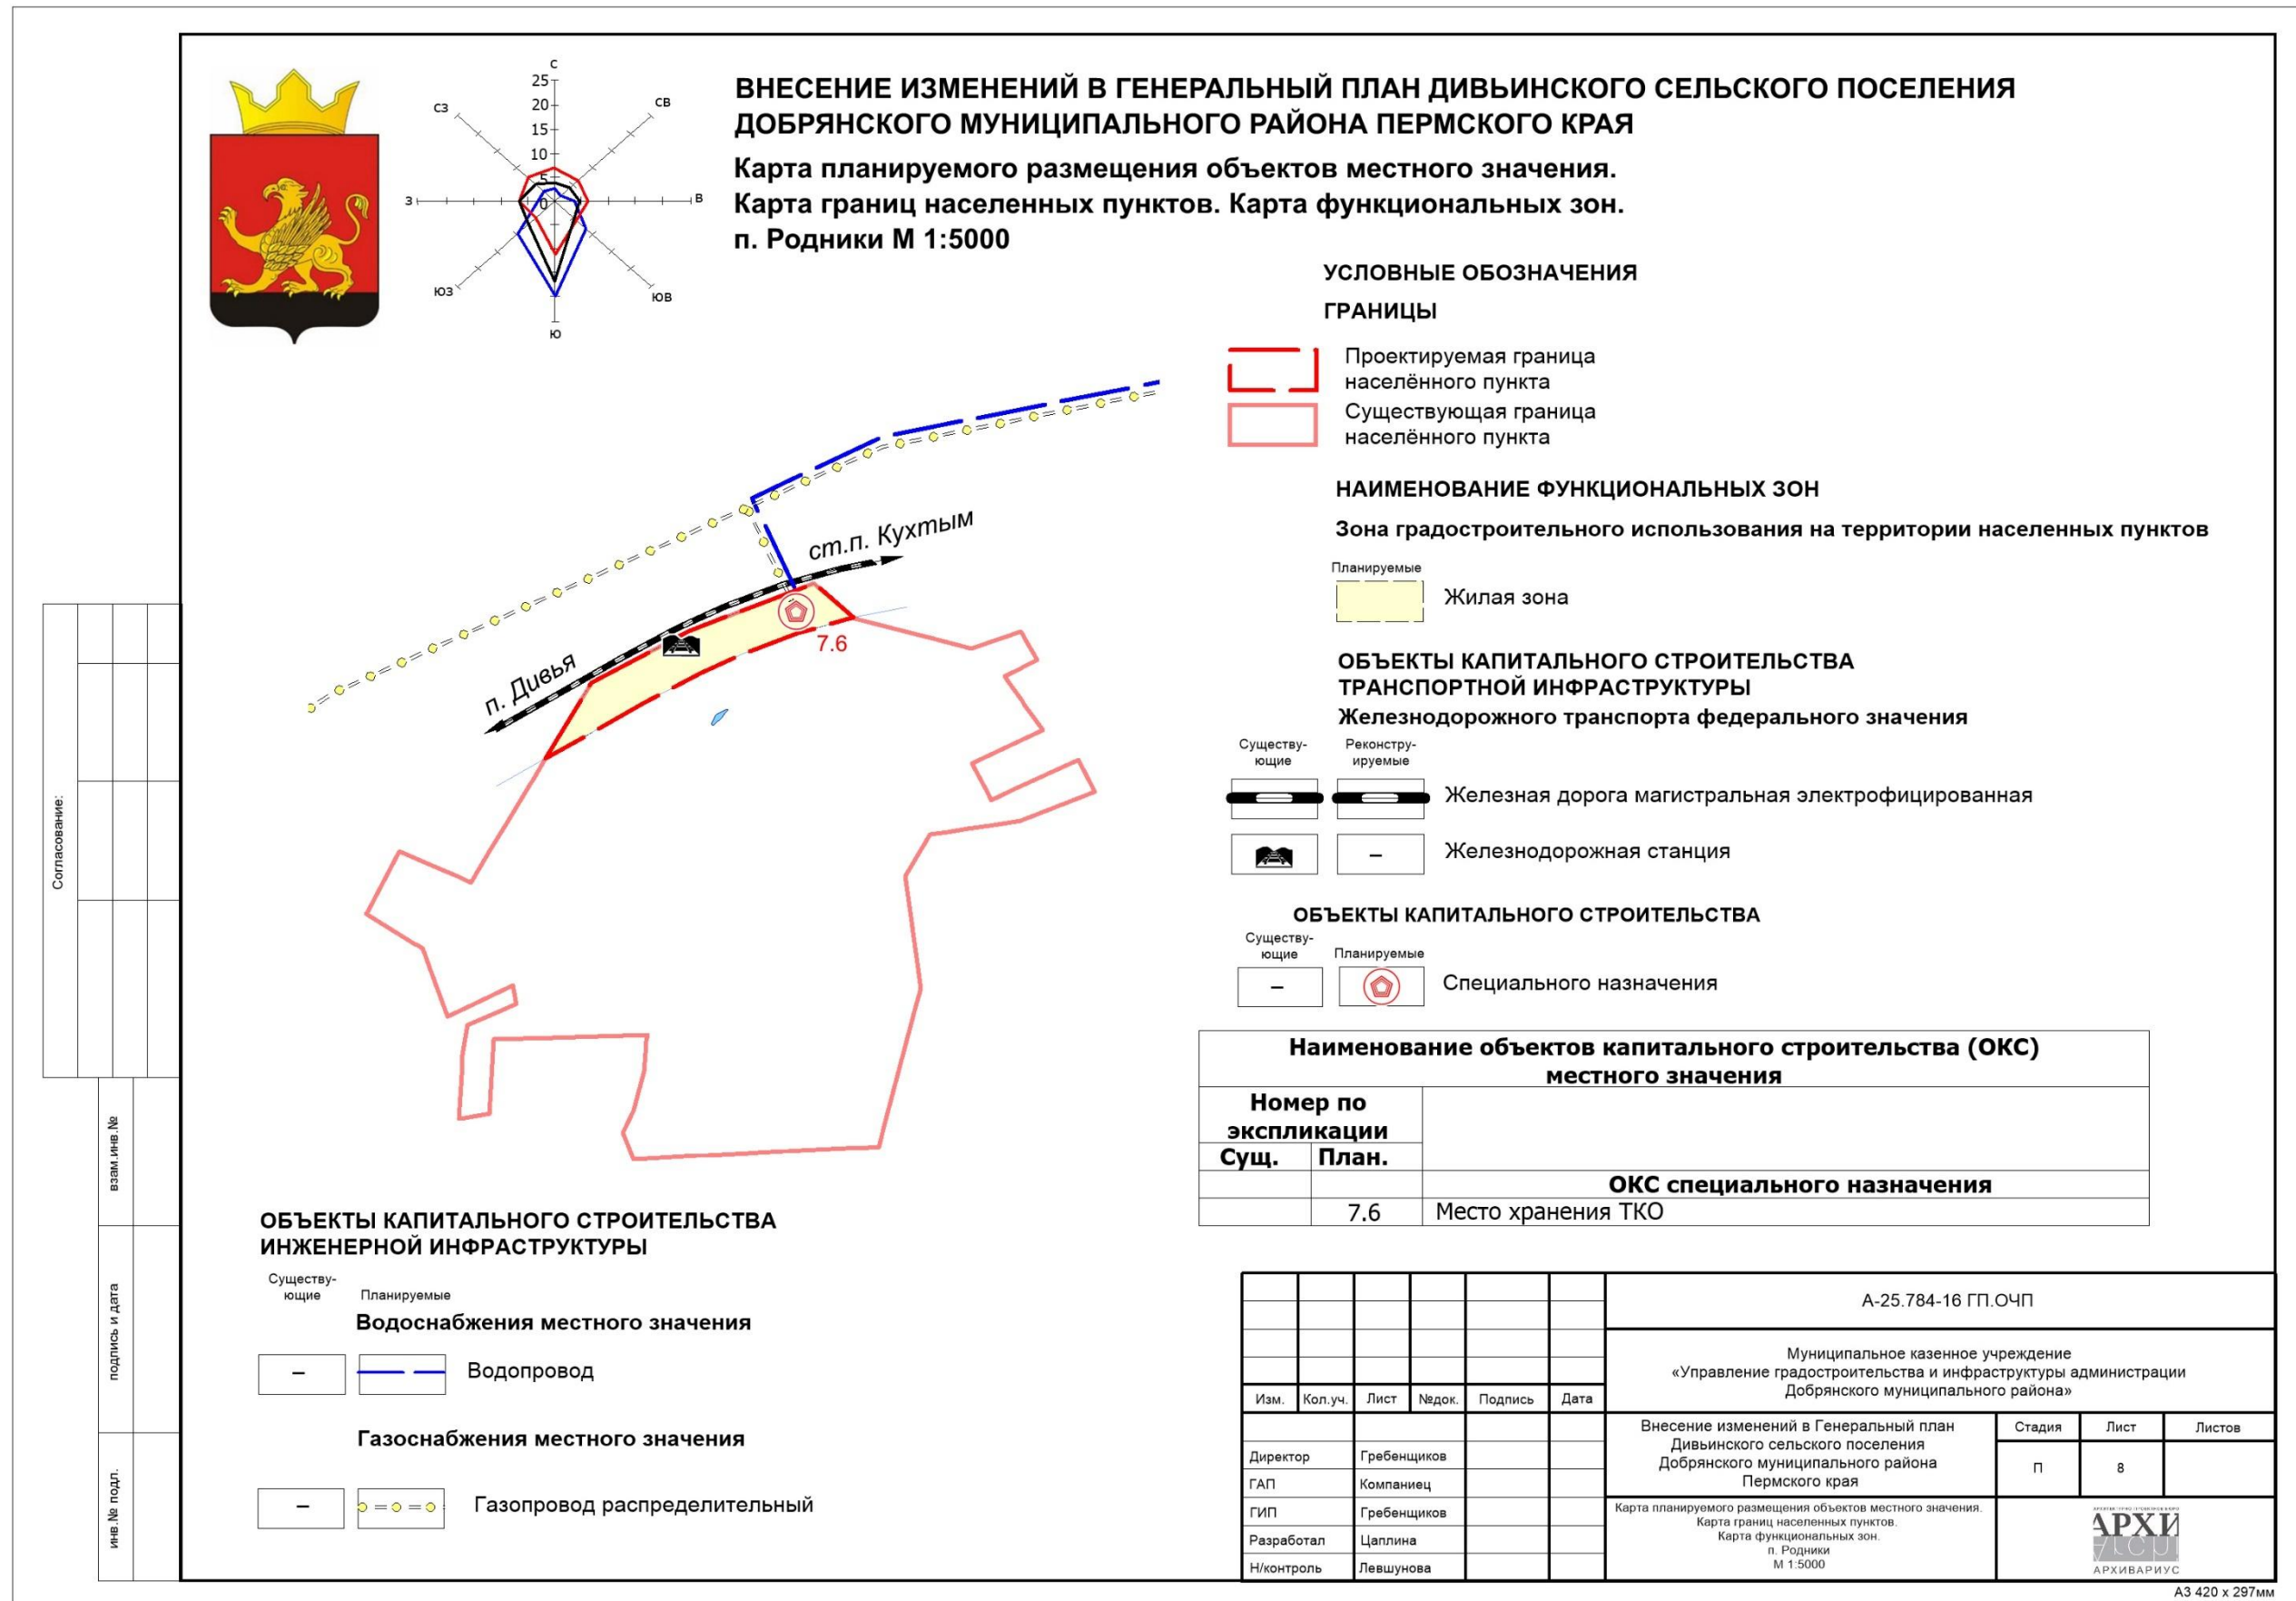 С
25
20
15
10
5
0
СЗ
СВ
З
В
ЮЗ
ЮВ
Ю
ВНЕСЕНИЕ ИЗМЕНЕНИЙ В ГЕНЕРАЛЬНЫЙ ПЛАН ДИВЬИНСКОГО СЕЛЬСКОГО ПОСЕЛЕНИЯ
ДОБРЯНСКОГО МУНИЦИПАЛЬНОГО РАЙОНА ПЕРМСКОГО КРАЯ
Карта планируемого размещения объектов местного значения.
Карта границ населенных пунктов. Карта функциональных зон.
п. Родники М 1:5000
УСЛОВНЫЕ ОБОЗНАЧЕНИЯ
ГРАНИЦЫ
Проектируемая граница
населённого пункта
Существующая граница
населённого пункта
НАИМЕНОВАНИЕ ФУНКЦИОНАЛЬНЫХ ЗОН
Зона градостроительного использования на территории населенных пунктов
Планируемые
Жилая зона
ОБЪЕКТЫ КАПИТАЛЬНОГО СТРОИТЕЛЬСТВА
ТРАНСПОРТНОЙ ИНФРАСТРУКТУРЫ
Железнодорожного транспорта федерального значения
Существу-
ющие
Реконстру-
ируемые
Железная дорога магистральная электрофицированная
– Железнодорожная станция
ОБЪЕКТЫ КАПИТАЛЬНОГО СТРОИТЕЛЬСТВА
Существу-
ющие
Планируемые
– Специального назначения
ст.п. Кухтым
п. Дивья
7.6
Наименование объектов капитального строительства (ОКС)
местного значения
Номер по
экспликации
Сущ. План.
ОКС специального назначения
7.6 Место хранения ТКО
ОБЪЕКТЫ КАПИТАЛЬНОГО СТРОИТЕЛЬСТВА
ИНЖЕНЕРНОЙ ИНФРАСТРУКТУРЫ
Существу-
ющие
Планируемые
Водоснабжения местного значения
– Водопровод
Газоснабжения местного значения
– Газопровод распределительный
Согласование:
взам.инв.№
подпись и дата
инв.№ подл.
А-25.784-16 ГП.ОЧП
Муниципальное казенное учреждение
«Управление градостроительства и инфраструктуры администрации
Добрянского муниципального района»
Изм. Кол.уч. Лист №док. Подпись Дата
Внесение изменений в Генеральный план
Дивьинского сельского поселения
Добрянского муниципального района
Пермского края
Стадия Лист Листов
П 8
Директор Гребенщиков
ГАП Компаниец
ГИП Гребенщиков
Разработал Цаплина
Н/контроль Левшунова
Карта планируемого размещения объектов местного значения.
Карта границ населенных пунктов.
Карта функциональных зон.
п. Родники
М 1:5000
АРХИ
АРХИВАРИУС
А3 420 х 297мм